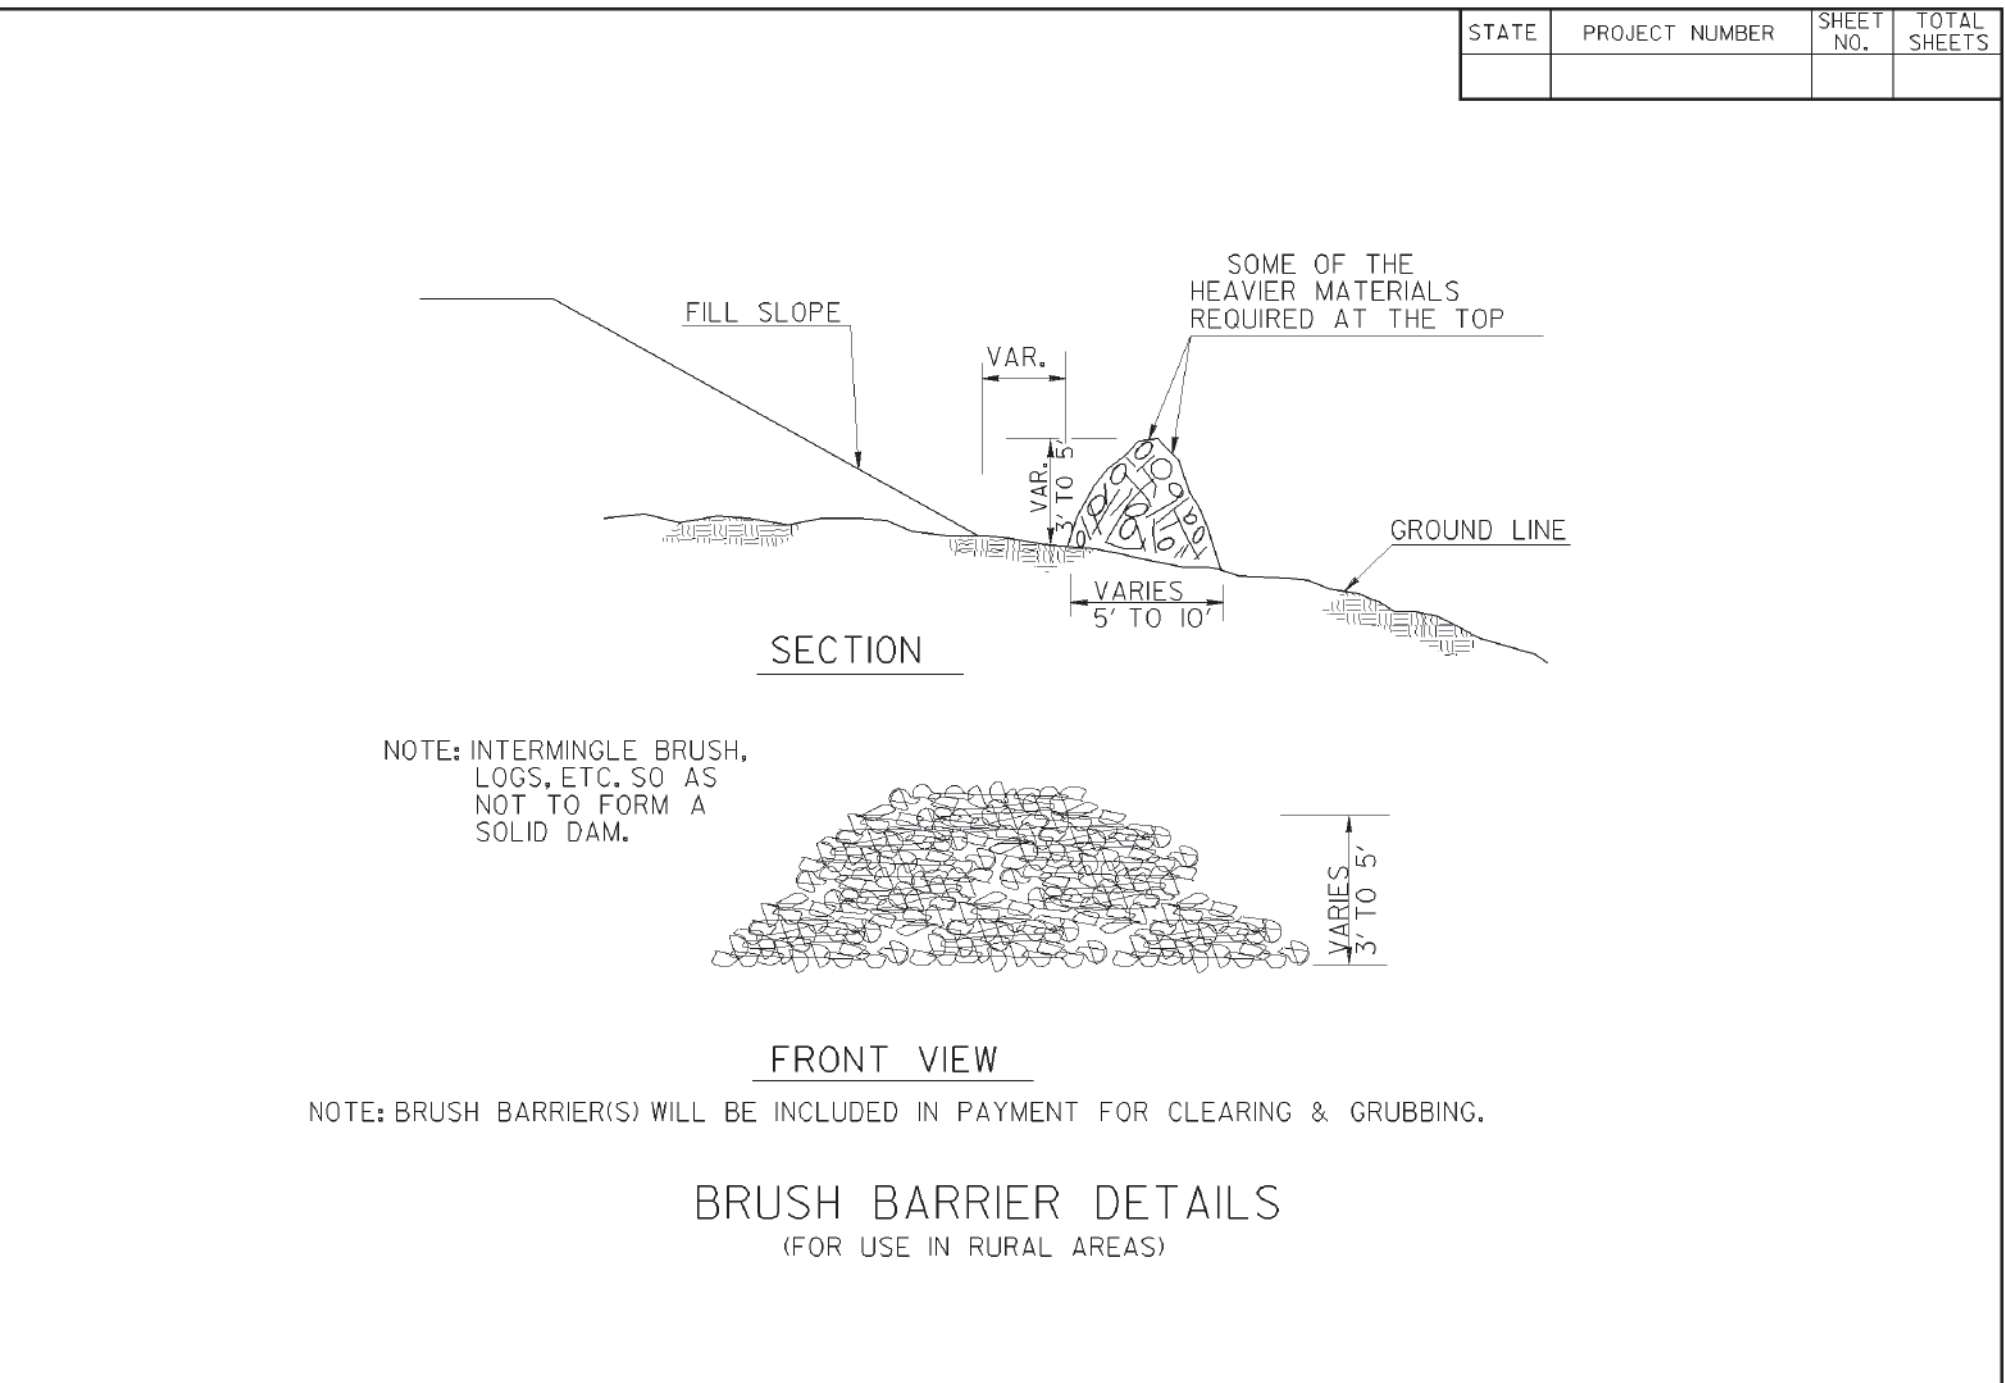 STATE
PROJECT NUMBER
SHEET
NO.
TOTAL
SHEETS
SOME OF THE
HEAVIER MATERIALS
REQUIRED AT THE TOP
FILL SLOPE
VAR.
VAR.
3' TO 5'
GROUND LINE
VARIES
5' TO 10'
SECTION
NOTE: INTERMINGLE BRUSH,
LOGS, ETC. SO AS
NOT TO FORM A
SOLID DAM.
VARIES
3' TO 5'
FRONT VIEW
NOTE: BRUSH BARRIER(S) WILL BE INCLUDED IN PAYMENT FOR CLEARING & GRUBBING.
BRUSH BARRIER DETAILS
(FOR USE IN RURAL AREAS)